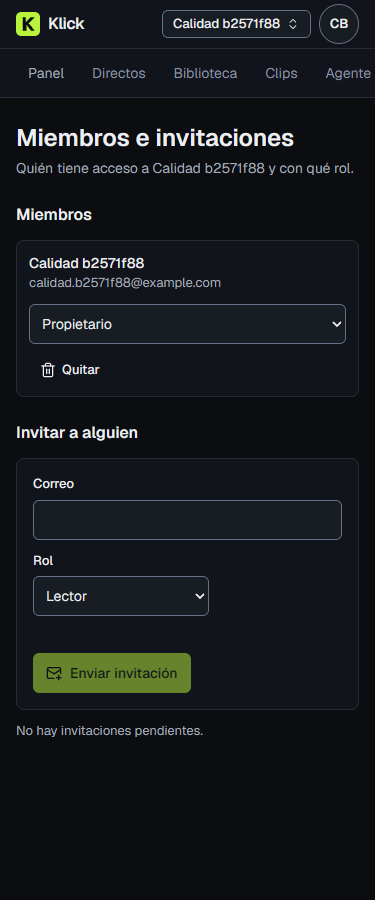 Klick
Calidad b2571f88
CB
Panel Directos Biblioteca Clips Agente
Miembros e invitaciones
Quién tiene acceso a Calidad b2571f88 y con qué rol.
Miembros
Calidad b2571f88
calidad.b2571f88@example.com
Propietario
Quitar
Invitar a alguien
Correo
Rol
Lector
Enviar invitación
No hay invitaciones pendientes.